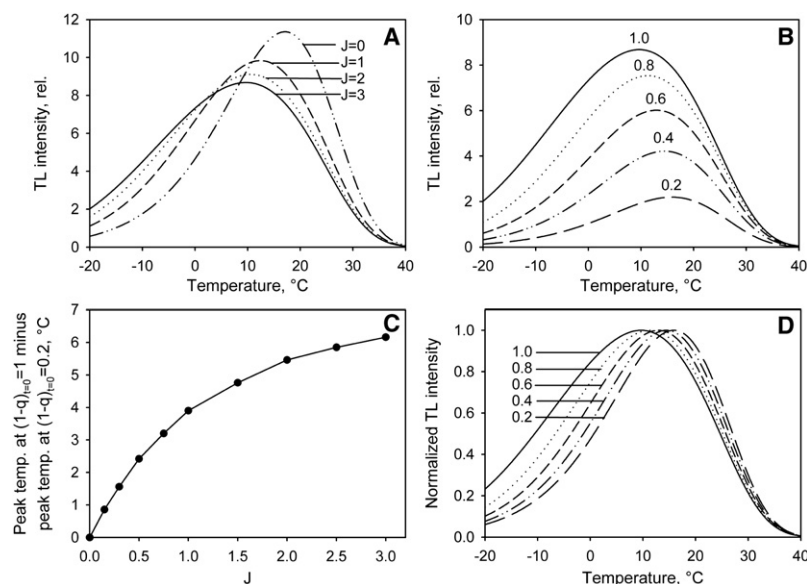 A
TL intensity, rel.
12
10
8
6
4
2
0
J=0
J=1
J=2
J=3
-20 -10 0 10 20 30 40
Temperature, °C
B
TL intensity, rel.
10
8
6
4
2
0
1.0
0.8
0.6
0.4
0.2
-20 -10 0 10 20 30 40
Temperature, °C
C
Peak temp. at (1-q)t=0=1 minus
peak temp. at (1-q)t=0=0.2, °C
7
6
5
4
3
2
1
0
0.0 0.5 1.0 1.5 2.0 2.5 3.0
J
D
Normalized TL intensity
1.0
0.8
0.6
0.4
0.2
0.0
1.0
0.8
0.6
0.4
0.2
-20 -10 0 10 20 30 40
Temperature, °C